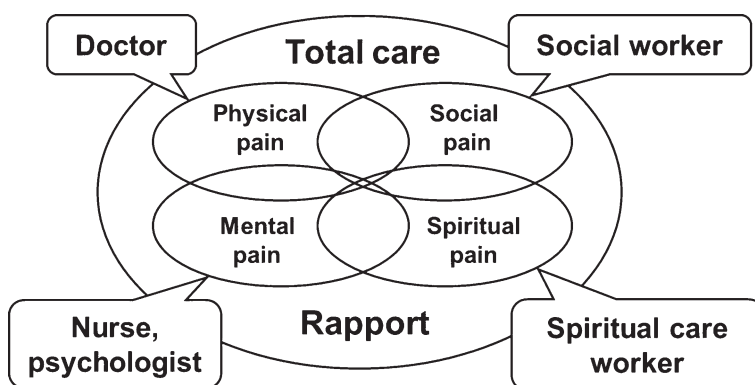 Doctor
Total care
Social worker
Physical
pain
Social
pain
Mental
pain
Spiritual
pain
Nurse,
psychologist
Rapport
Spiritual care
worker